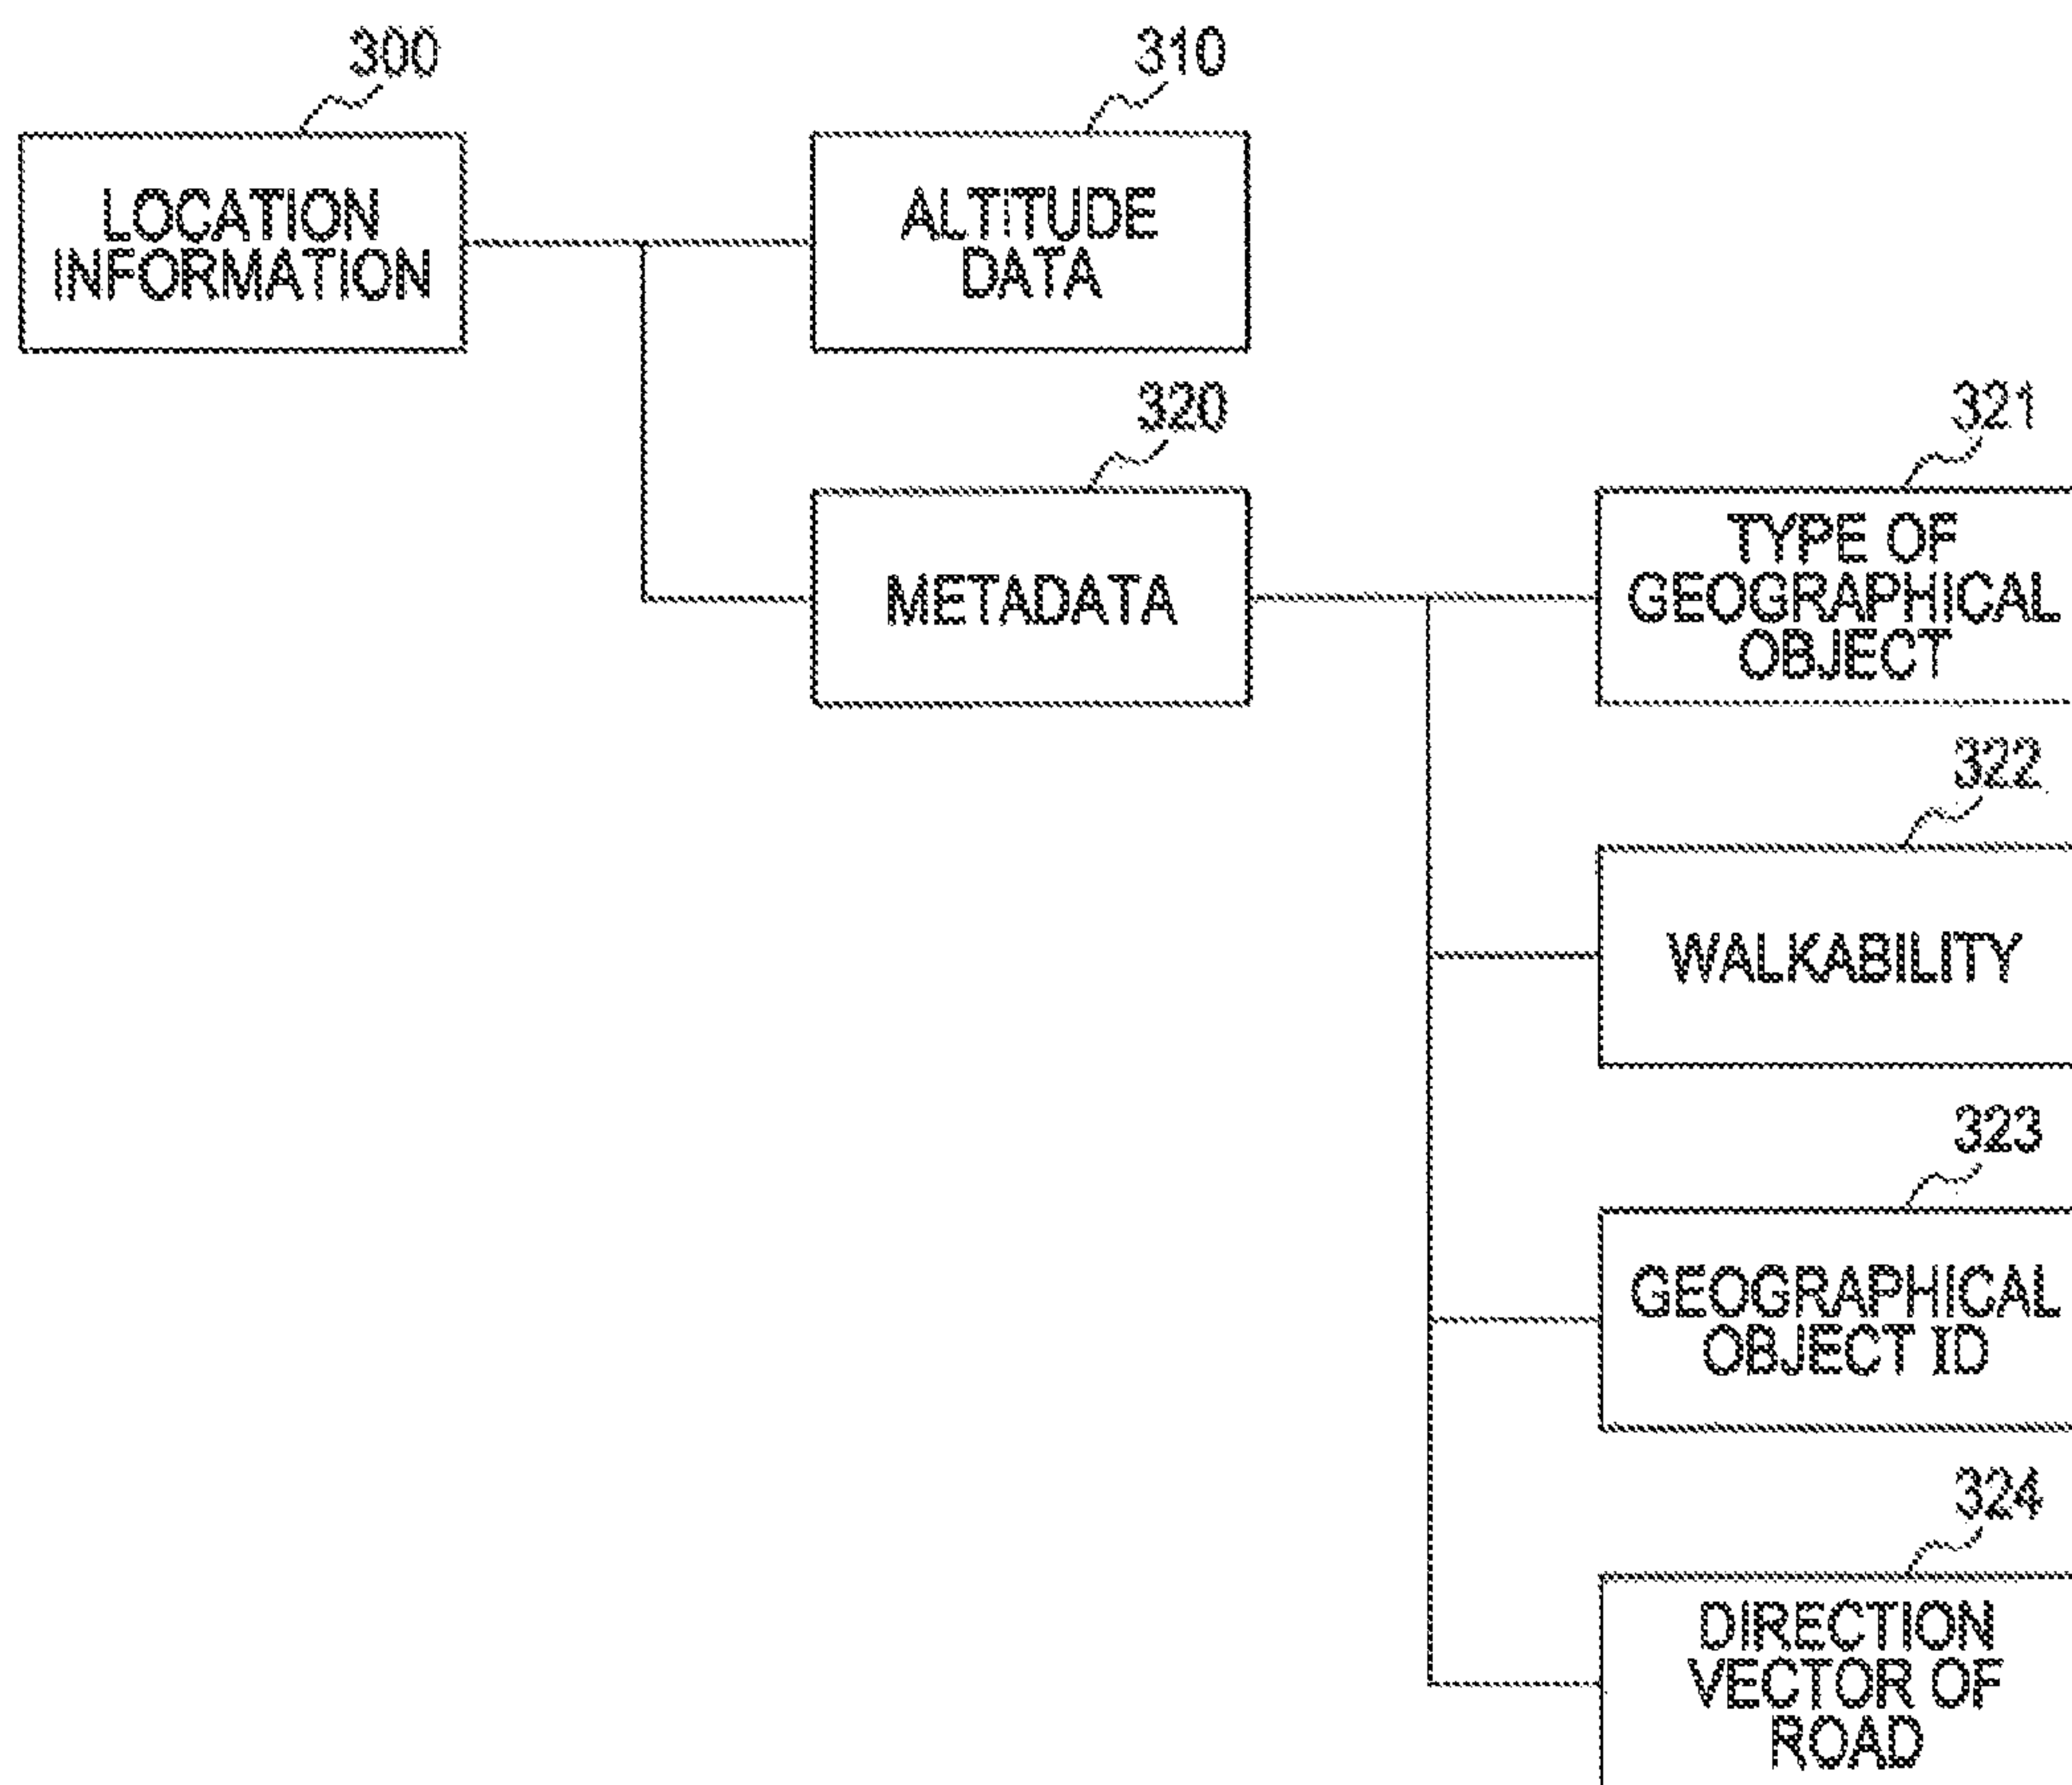 300
310
LOCATION
INFORMATION
ALTITUDE
DATA
320
321
METADATA
TYPE OF
GEOGRAPHICAL
OBJECT
322
WALKABILITY
323
GEOGRAPHICAL
OBJECT ID
324
DIRECTION
VECTOR OF
ROAD